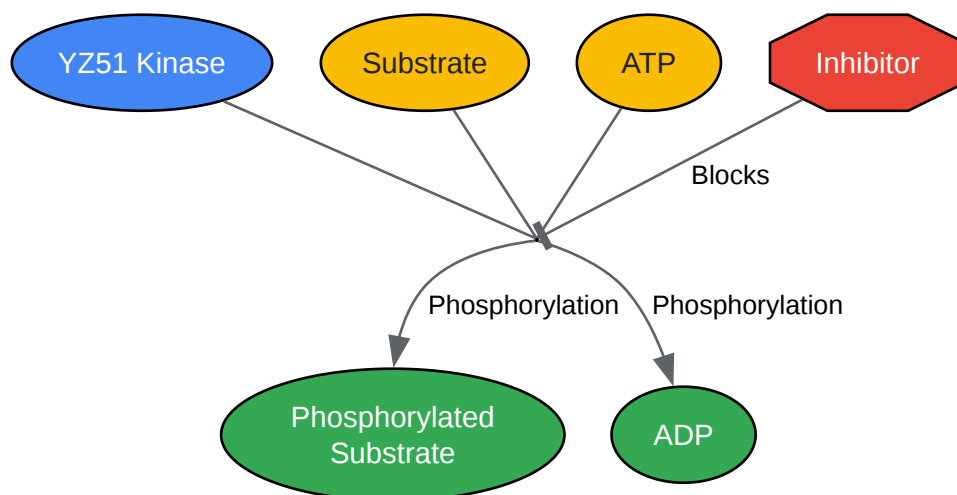 YZ51 Kinase
Substrate
ATP
Inhibitor
Blocks
Phosphorylation
Phosphorylation
Phosphorylated
Substrate
ADP